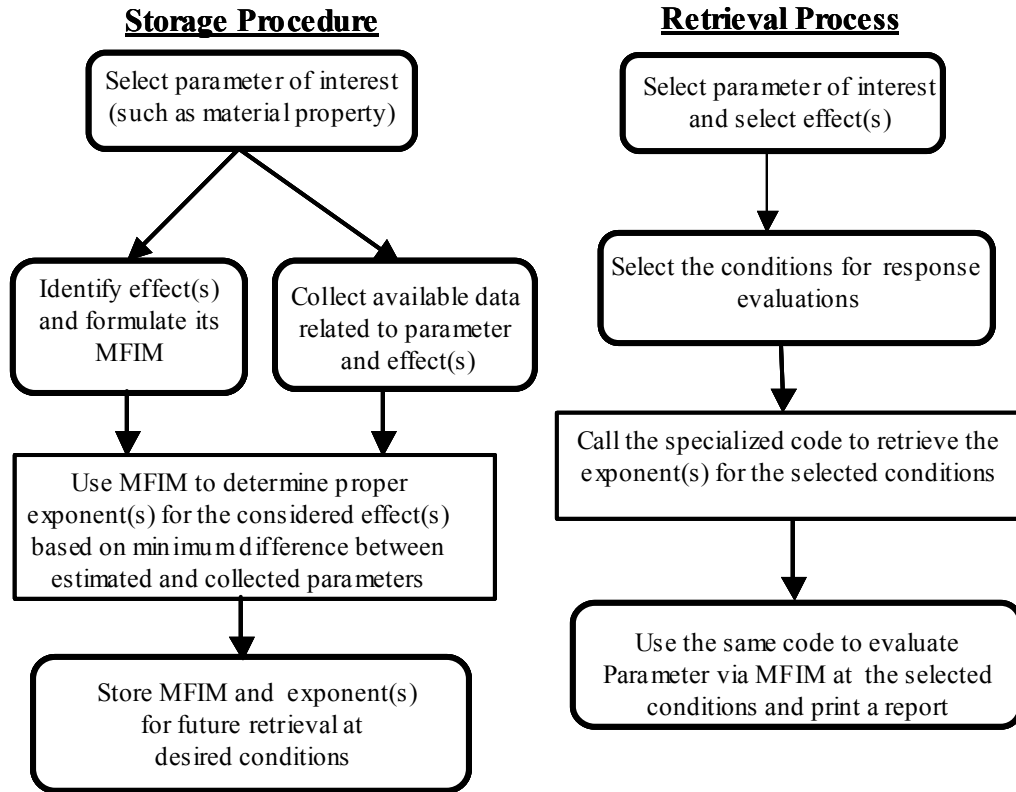 Storage Procedure
Select parameter of interest
(such as material property)
Identify effect(s)
and formulate its
MFIM
Collect available data
related to parameter
and effect(s)
Use MFIM to determine proper
exponent(s) for the considered effect(s)
based on minimum difference between
estimated and collected parameters
Store MFIM and exponent(s)
for future retrieval at
desired conditions
Retrieval Process
Select parameter of interest
and select effect(s)
Select the conditions for response
evaluations
Call the specialized code to retrieve the
exponent(s) for the selected conditions
Use the same code to evaluate
Parameter via MFIM at the selected
conditions and print a report